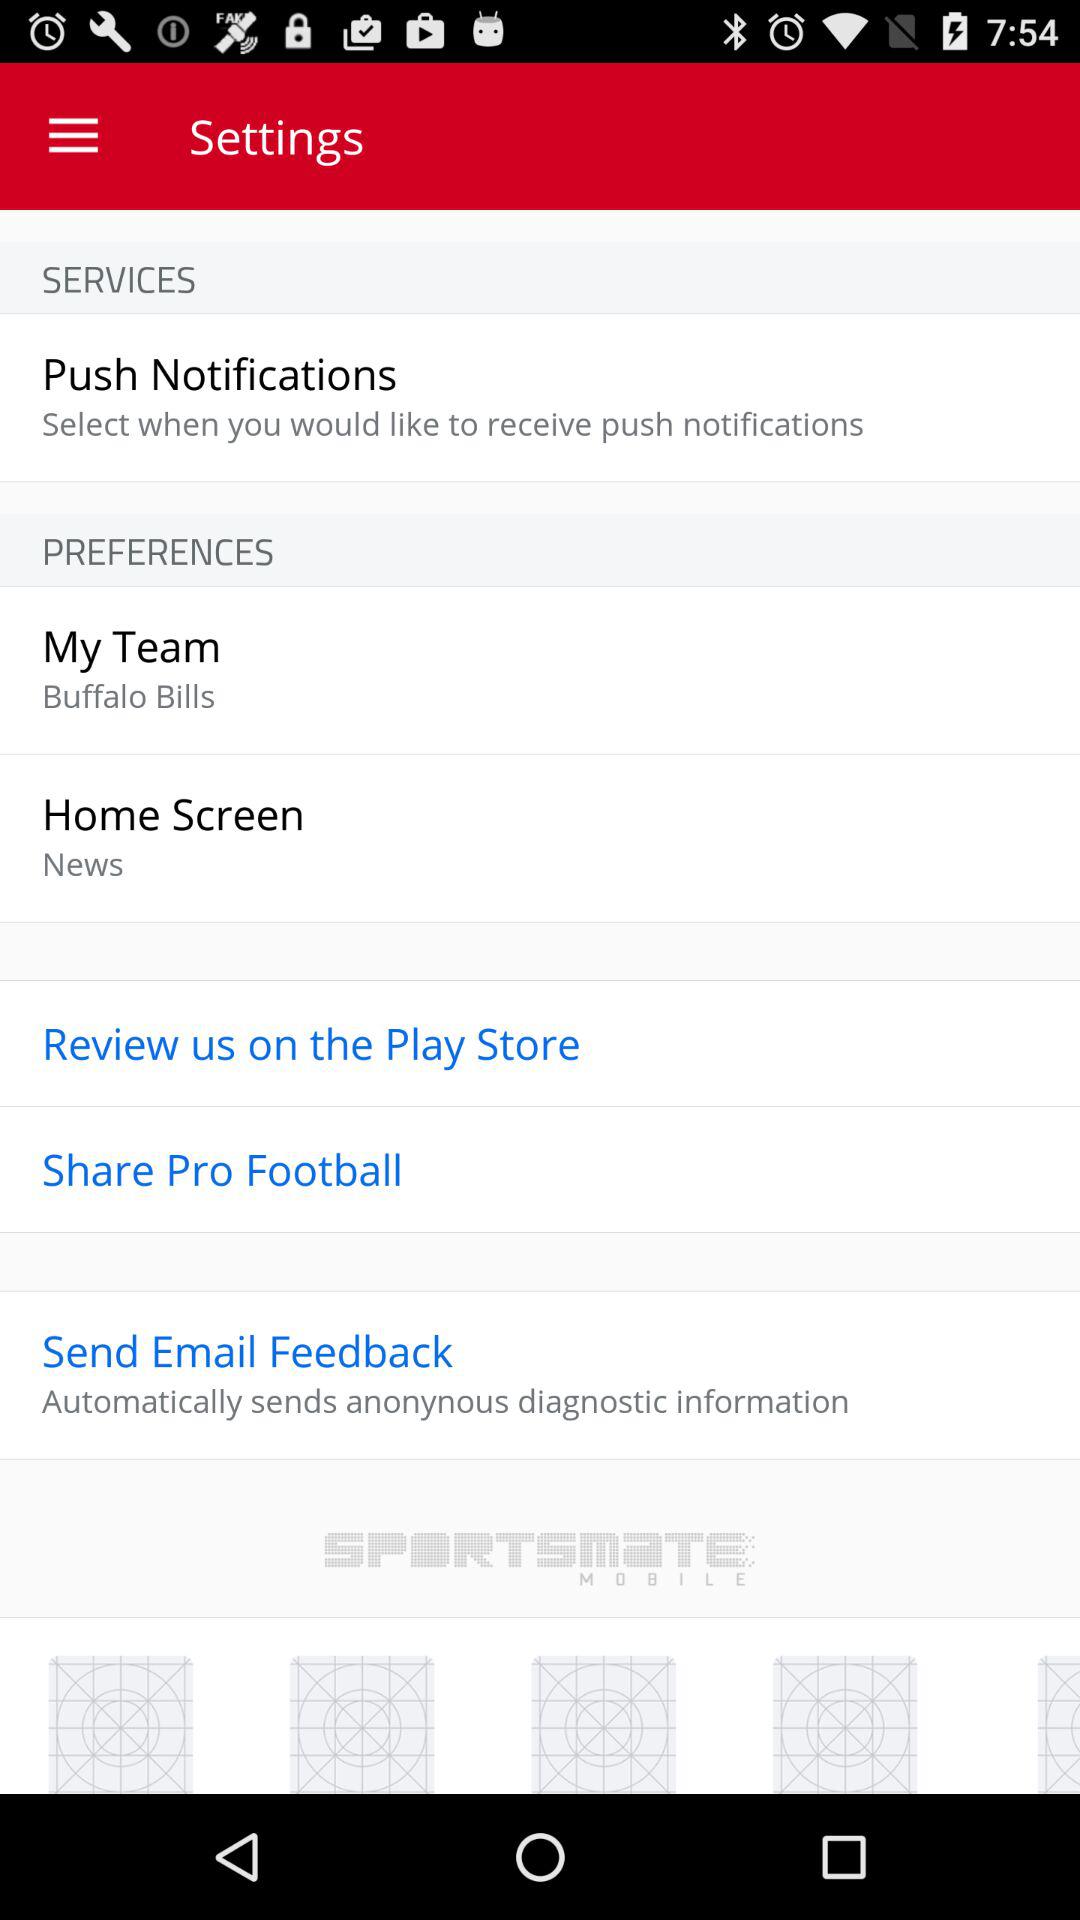 FAKE
7:54
Settings
SERVICES
Push Notifications
Select when you would like to receive push notifications
PREFERENCES
My Team
Buffalo Bills
Home Screen
News
Review us on the Play Store
Share Pro Football
Send Email Feedback
Automatically sends anonynous diagnostic information
SPORTSMATE
MOBILE